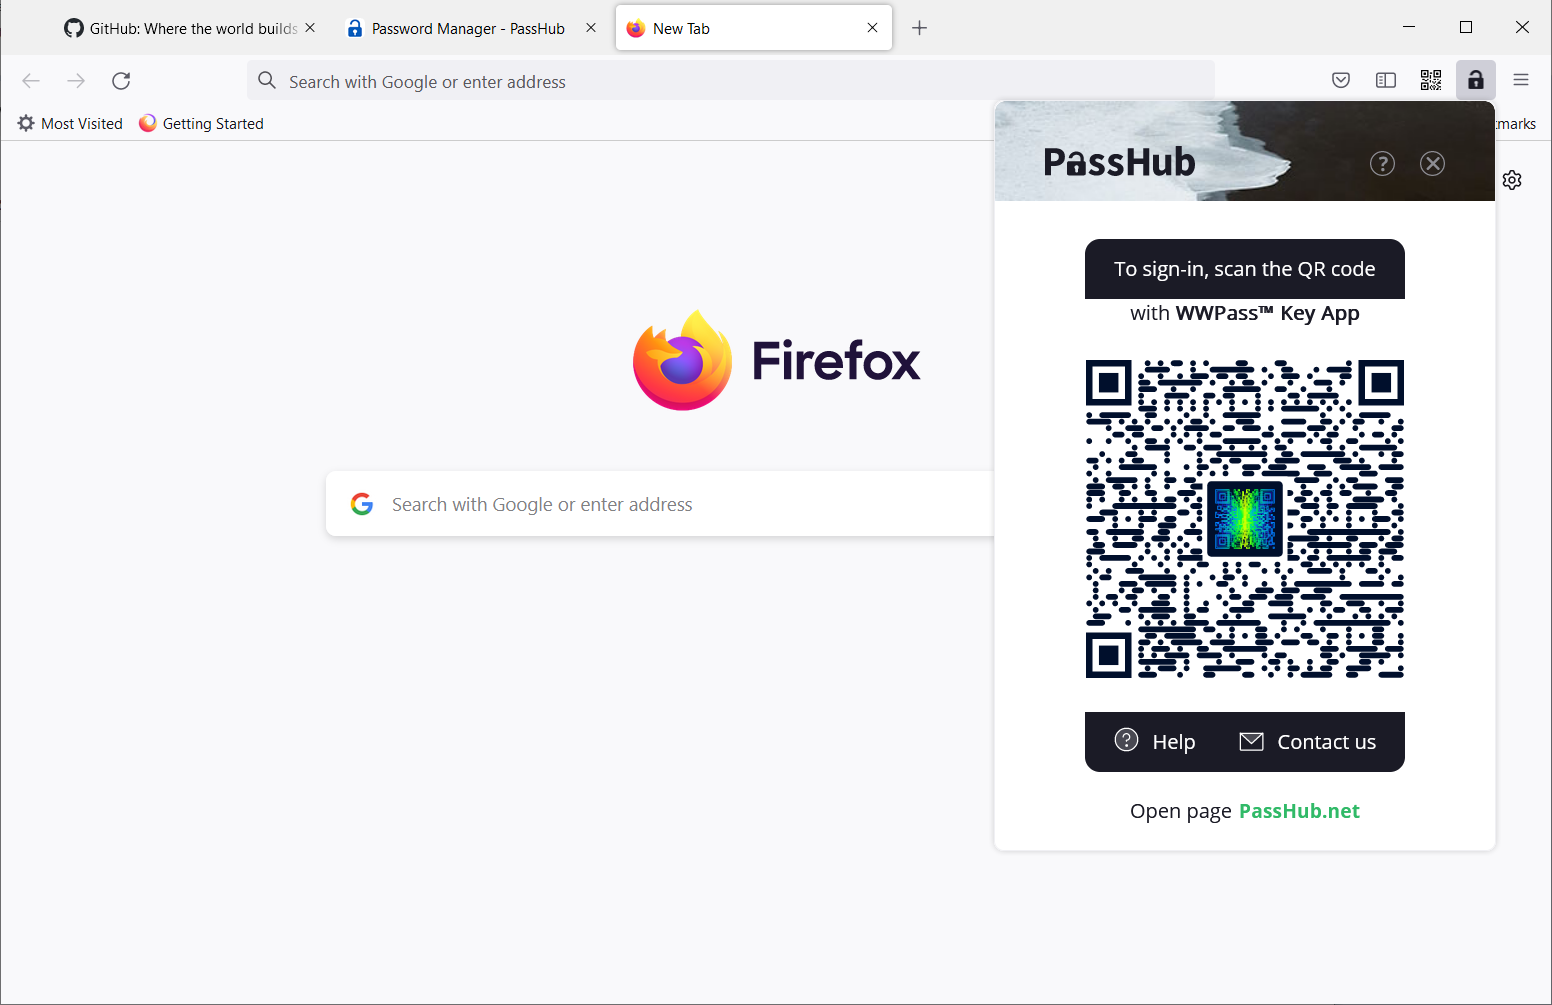 GitHub: Where the world builds
Password Manager - PassHub
New Tab
Search with Google or enter address
Most Visited
Getting Started
PassHub
To sign-in, scan the QR code
with WWPass™ Key App
Firefox
Search with Google or enter address
Help
Contact us
Open page PassHub.net